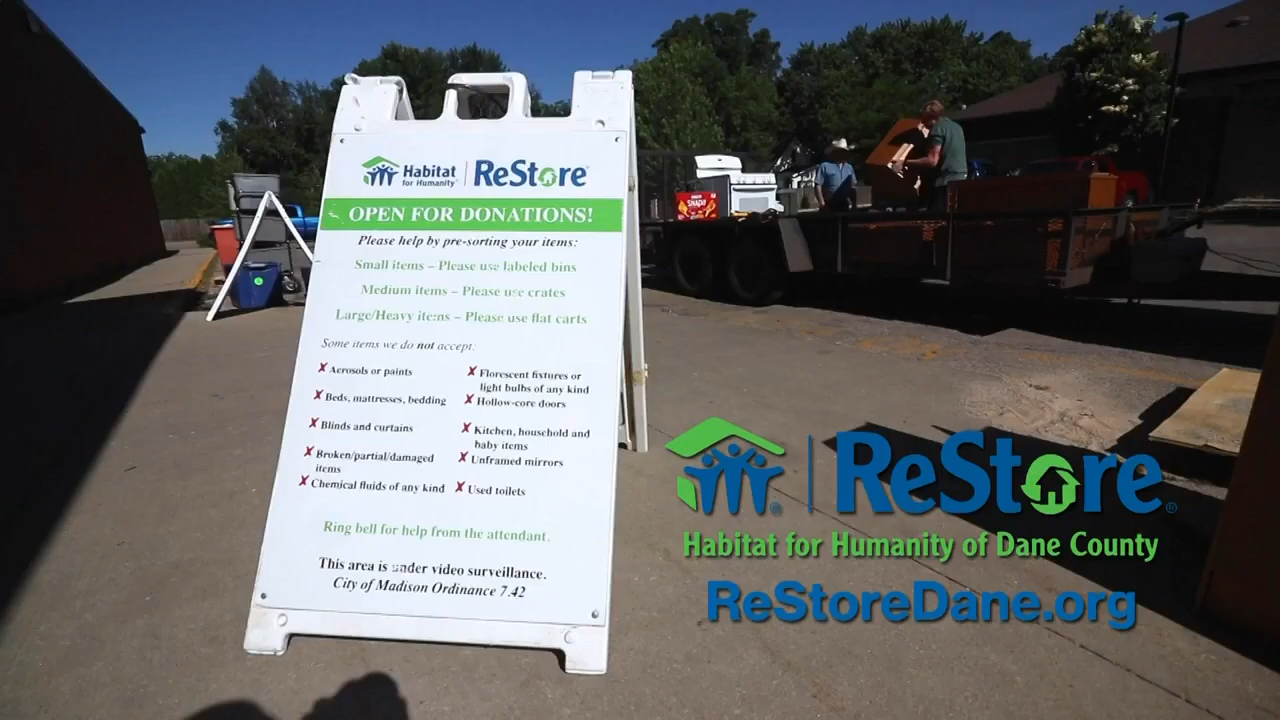 Habitat for Humanity® | ReStore®
OPEN FOR DONATIONS!
Please help by pre-sorting your items:
Small items – Please use labeled bins
Medium items – Please use crates
Large/Heavy items – Please use flat carts
Some items we do not accept:
✗ Aerosols or paints
✗ Beds, mattresses, bedding
✗ Blinds and curtains
✗ Broken/partial/damaged
items
✗ Chemical fluids of any kind
✗ Florescent fixtures or
light bulbs of any kind
✗ Hollow-core doors
✗ Kitchen, household and
baby items
✗ Unframed mirrors
✗ Used toilets
Ring bell for help from the attendant.
This area is under video surveillance.
City of Madison Ordinance 7.42
ReStore®
Habitat for Humanity of Dane County
ReStoreDane.org